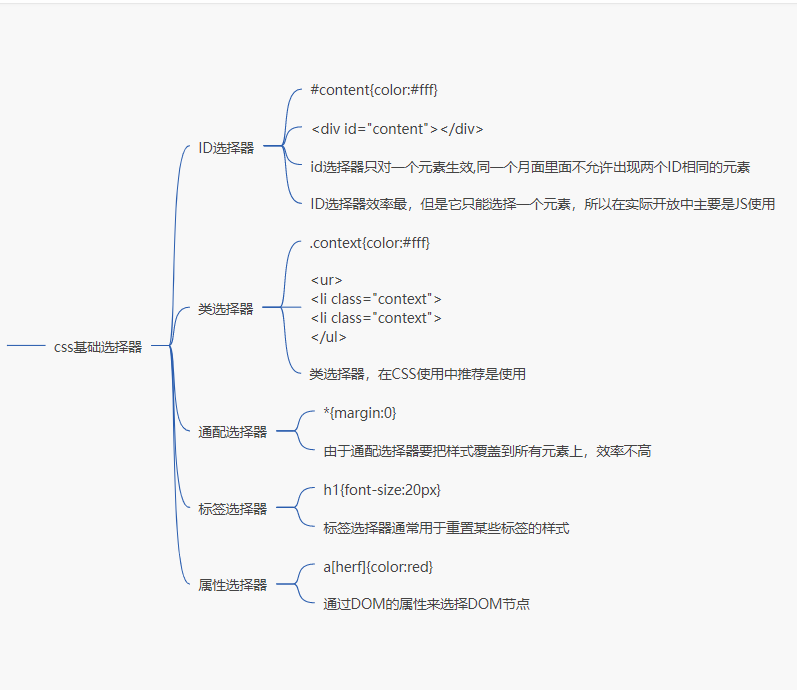 #content{color:#fff}
<div id="content"></div>
ID选择器
id选择器只对一个元素生效,同一个月面里面不允许出现两个ID相同的元素
ID选择器效率最，但是它只能选择一个元素，所以在实际开放中主要是JS使用
.context{color:#fff}
<ur>
<li class="context">
<li class="context">
</ul>
类选择器
css基础选择器
类选择器，在CSS使用中推荐是使用
*{margin:0}
通配选择器
由于通配选择器要把样式覆盖到所有元素上，效率不高
h1{font-size:20px}
标签选择器
标签选择器通常用于重置某些标签的样式
a[herf]{color:red}
属性选择器
通过DOM的属性来选择DOM节点